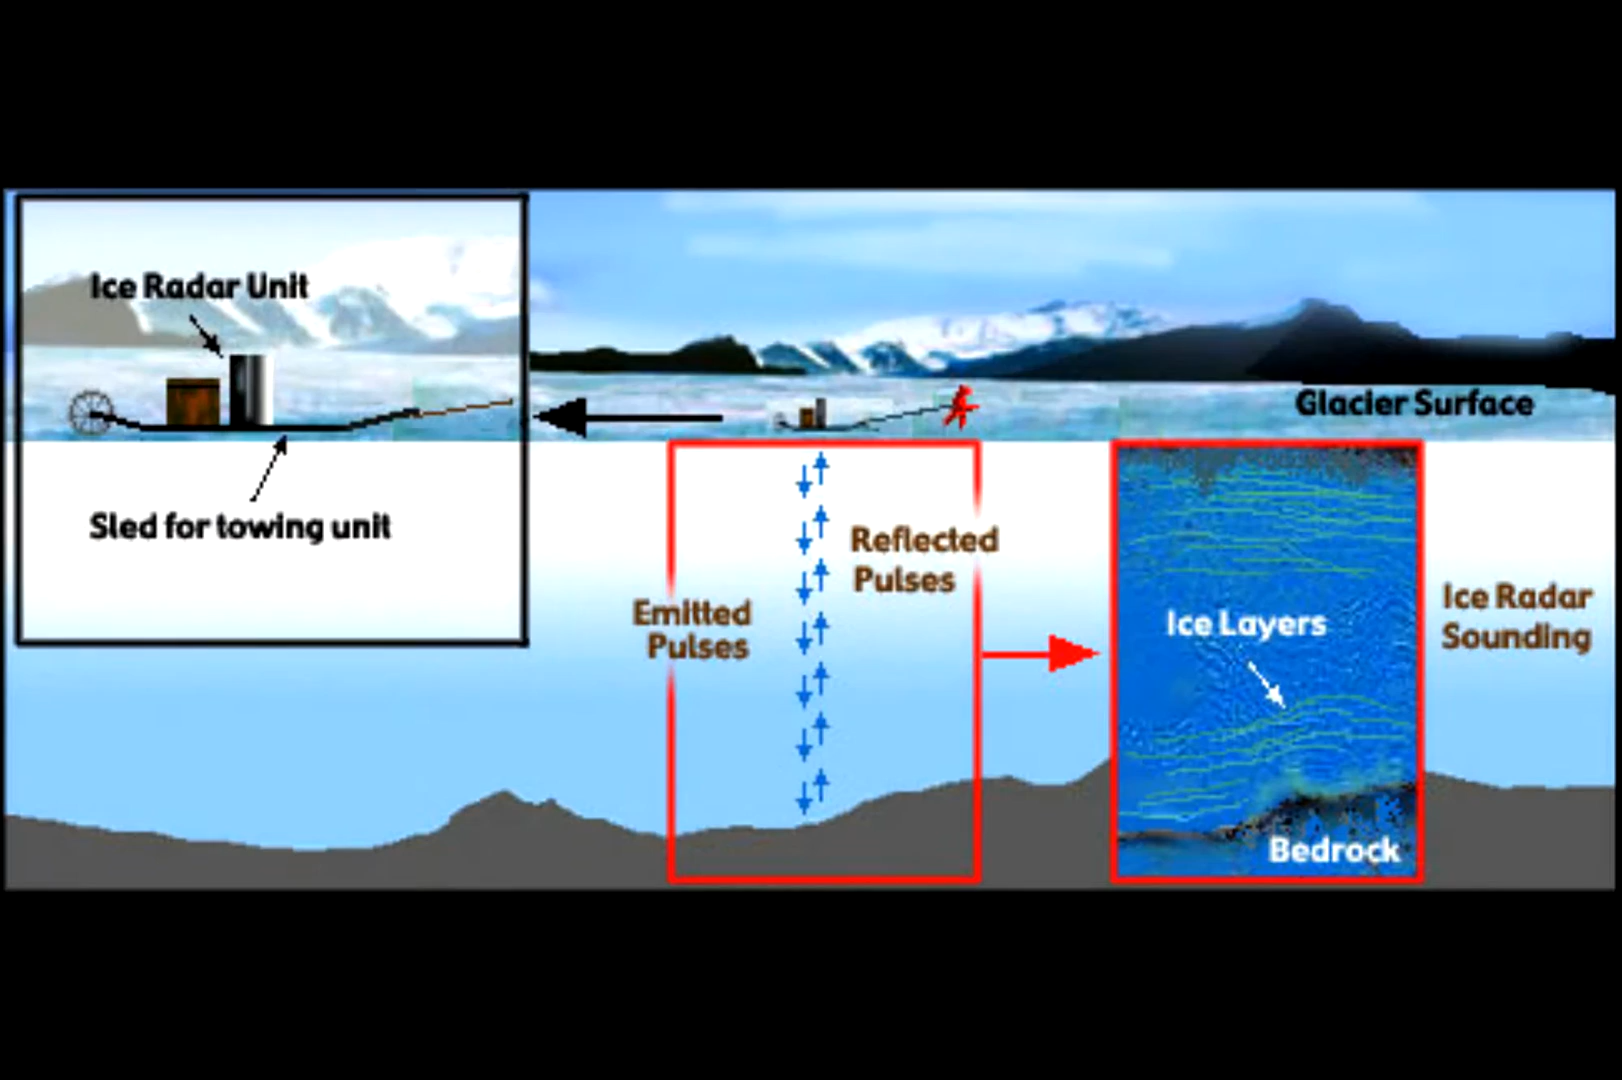 Ice Radar Unit
Sled for towing unit
Glacier Surface
Reflected
Pulses
Emitted
Pulses
Ice Layers
Bedrock
Ice Radar
Sounding